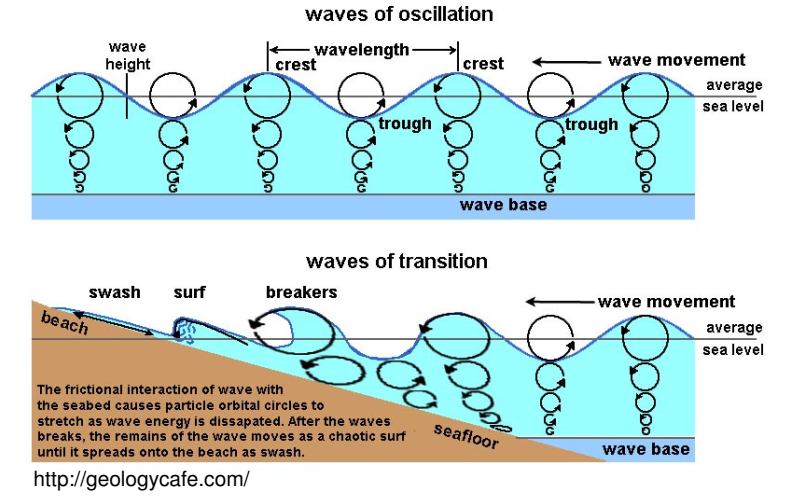 waves of oscillation
wave
height
wavelength
crest
crest
wave movement
average
sea level
trough
trough
wave base
waves of transition
swash
surf
breakers
wave movement
beach
average
sea level
The frictional interaction of wave with
the seabed causes particle orbital circles to
stretch as wave energy is dissapated. After the waves
breaks, the remains of the wave moves as a chaotic surf
until it spreads onto the beach as swash.
seafloor
wave base
http://geologycafe.com/